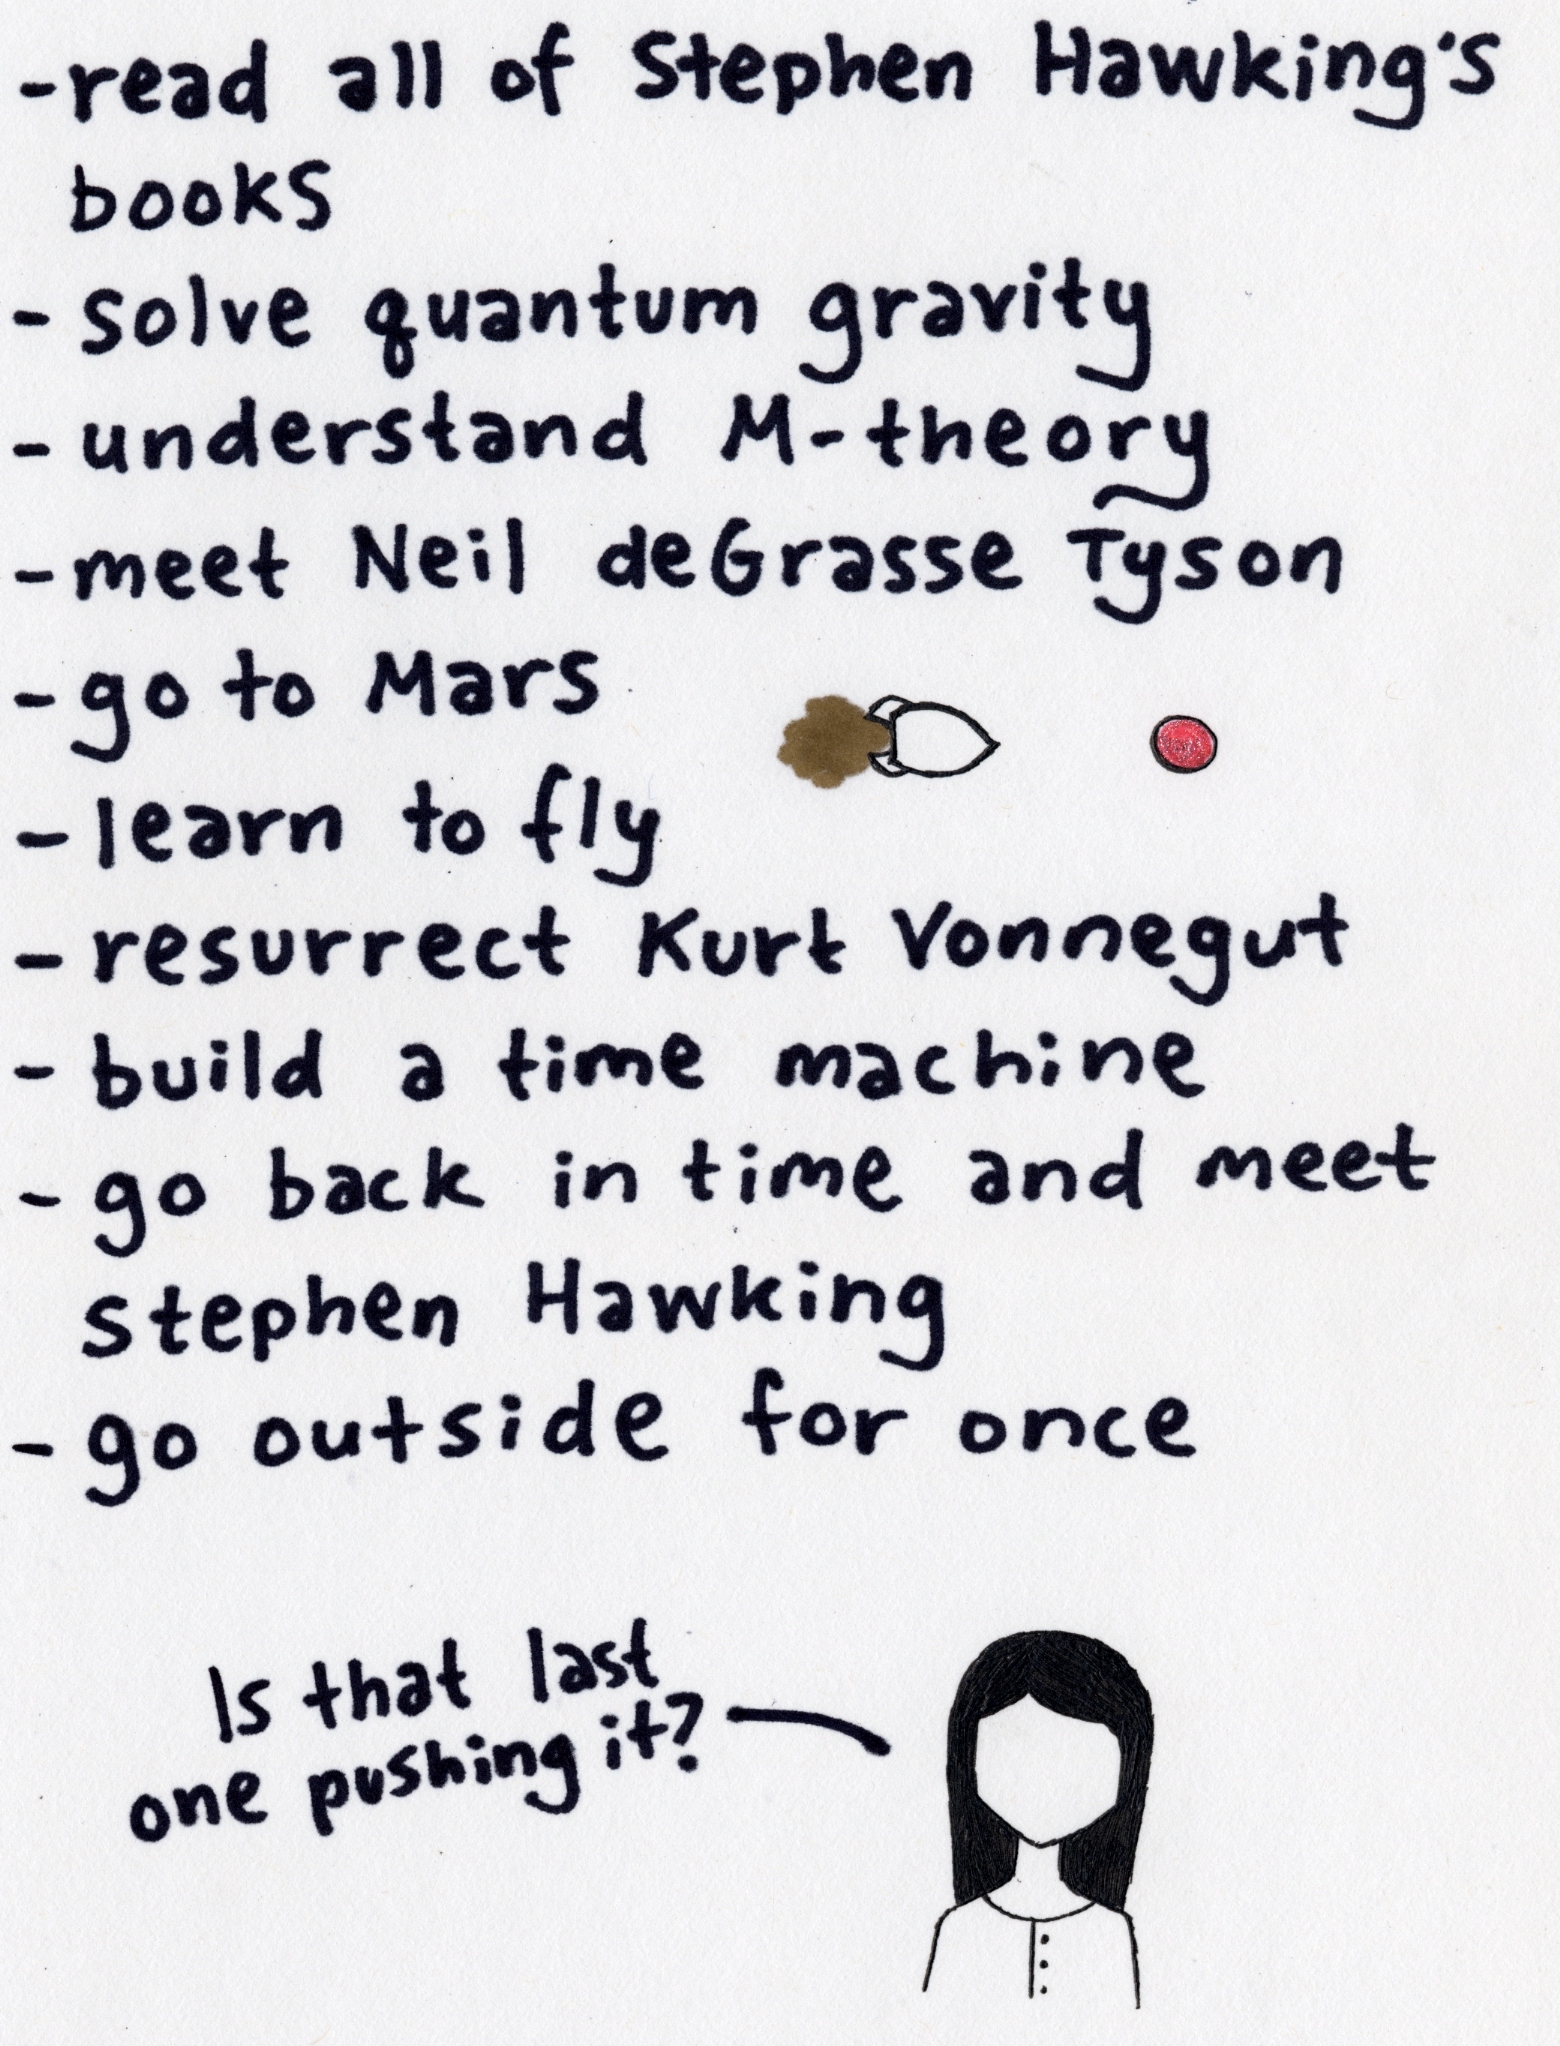 -read all of Stephen Hawking's
books
- solve quantum gravity
- understand M-theory
- meet Neil deGrasse Tyson
- go to Mars
- learn to fly
- resurrect Kurt Vonnegut
- build a time machine
- go back in time and meet
stephen Hawking
- go outside for once
Is that last
one pushing it?